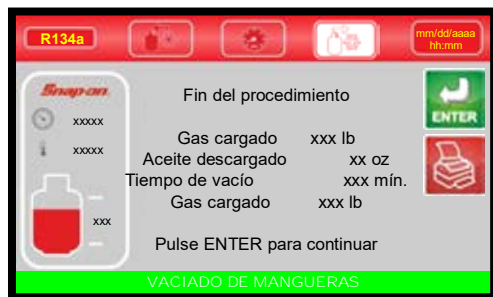 R134a
mm/dd/aaaa
hh:mm
Snap-on
xxxxx
xxxxx
xxx
Fin del procedimiento
Gas cargado xxx lb
Aceite descargado xx oz
Tiempo de vacío xxx mín.
Gas cargado xxx lb
Pulse ENTER para continuar
ENTER
VACIADO DE MANGUERAS